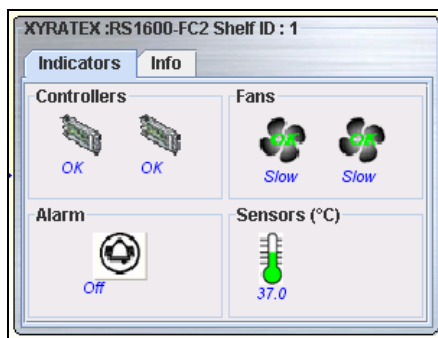 XYRATEX :RS1600-FC2 Shelf ID : 1
Indicators Info
Controllers
OK OK
Fans
OK OK
Slow Slow
Alarm
Off
Sensors (°C)
37.0